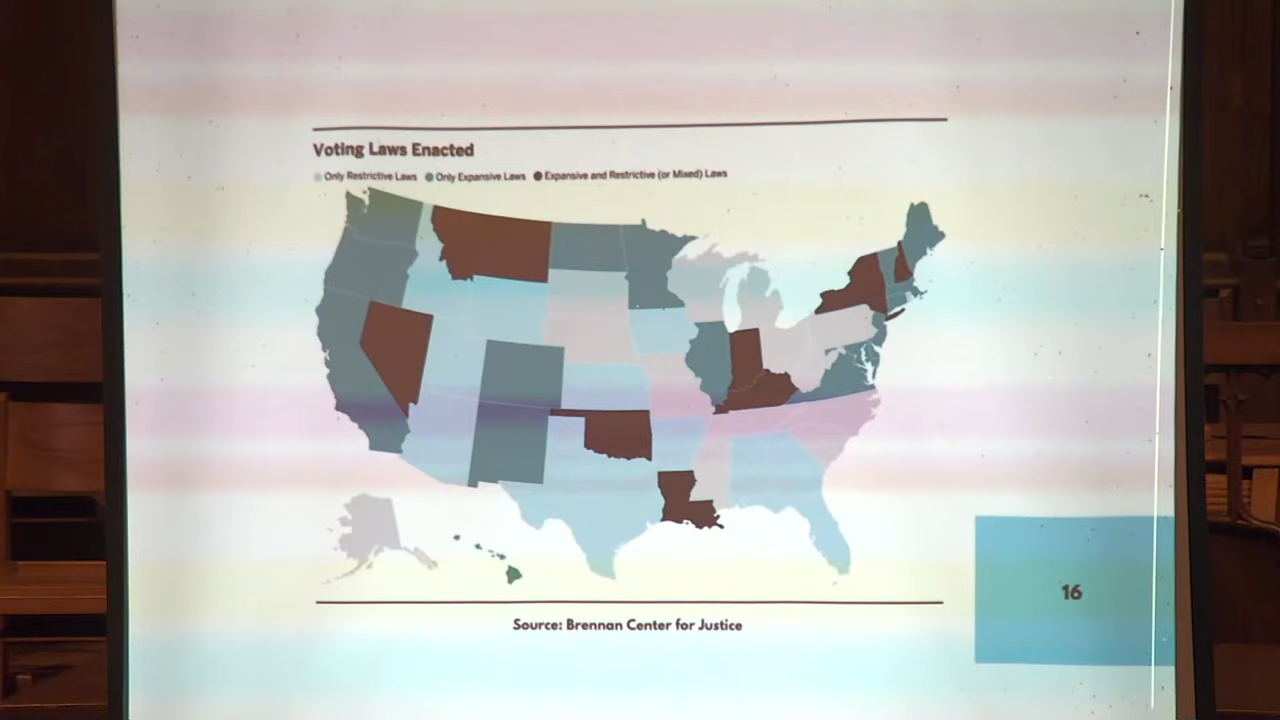 Voting Laws Enacted
Only Restrictive Laws Only Expansive Laws Expansive and Restrictive (or Mixed) Laws
16
Source: Brennan Center for Justice